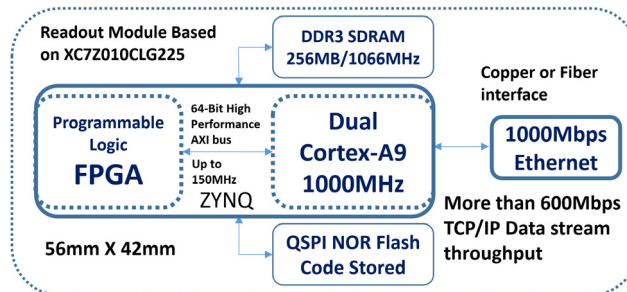 Readout Module Based
on XC7Z010CLG225
DDR3 SDRAM
256MB/1066MHz
Copper or Fiber
interface
Programmable
Logic
FPGA
64-Bit High
Performance
AXI bus
Up to
150MHz
ZYNQ
Dual
Cortex-A9
1000MHz
1000Mbps
Ethernet
More than 600Mbps
TCP/IP Data stream
throughput
56mm X 42mm
QSPI NOR Flash
Code Stored